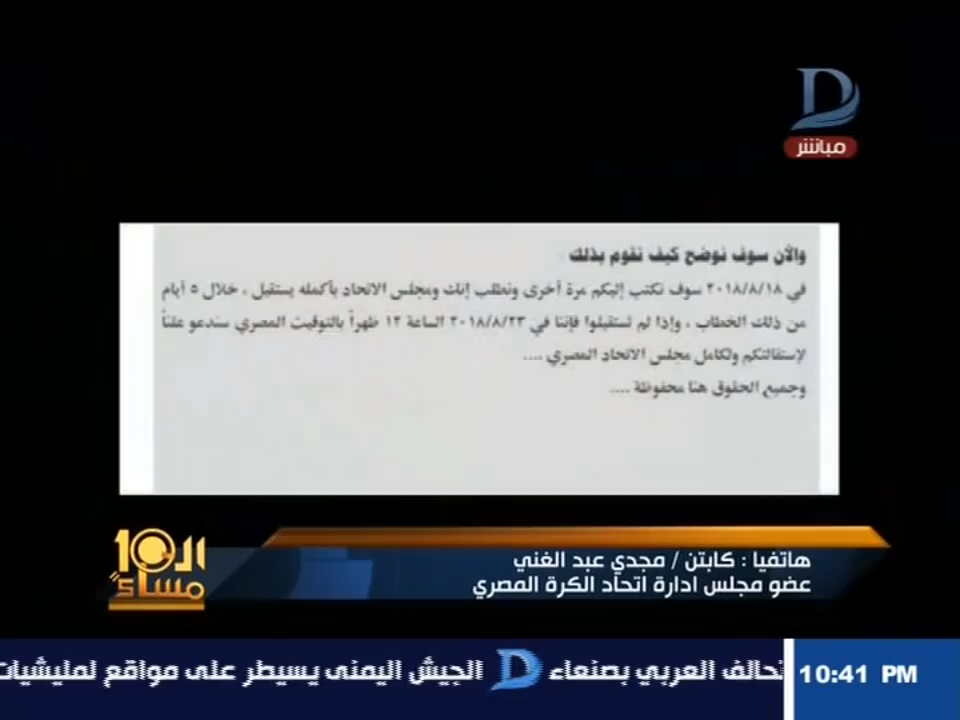 مباشر
والآن سوف نوضح كيف نقوم بذلك :
في ٢٠١٨/٨/١٨ سوف نكتب إليكم مرة أخرى ونطلب إنك ومجلس الاتحاد بأكمله يستقيل ، خلال ٥ أيام
من ذلك الخطاب ، وإذا لم تستقيلوا فإننا في ٢٠١٨/٨/٢٣ الساعة ١٢ ظهراً بالتوقيت المصري سندعو علناً
لإستقالتكم ولكامل مجلس الاتحاد المصري ....
وجميع الحقوق هنا محفوظة ....
هاتفيا : كابتن / مجدي عبد الغني
عضو مجلس ادارة اتحاد الكرة المصري
الـ10
مساءً
تحالف العربي بصنعاء الجيش اليمنى يسيطر على مواقع لمليشيات
10:41 PM